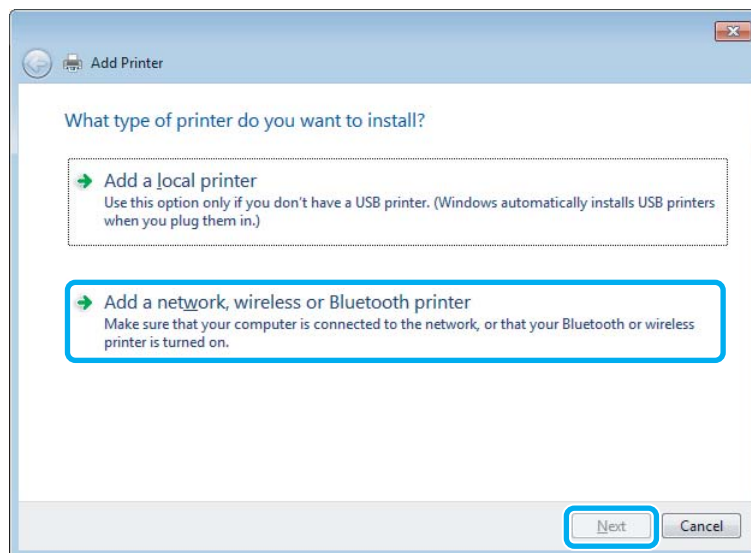 Add Printer
What type of printer do you want to install?
Add a local printer
Use this option only if you don't have a USB printer. (Windows automatically installs USB printers
when you plug them in.)
Add a network, wireless or Bluetooth printer
Make sure that your computer is connected to the network, or that your Bluetooth or wireless
printer is turned on.
Next
Cancel